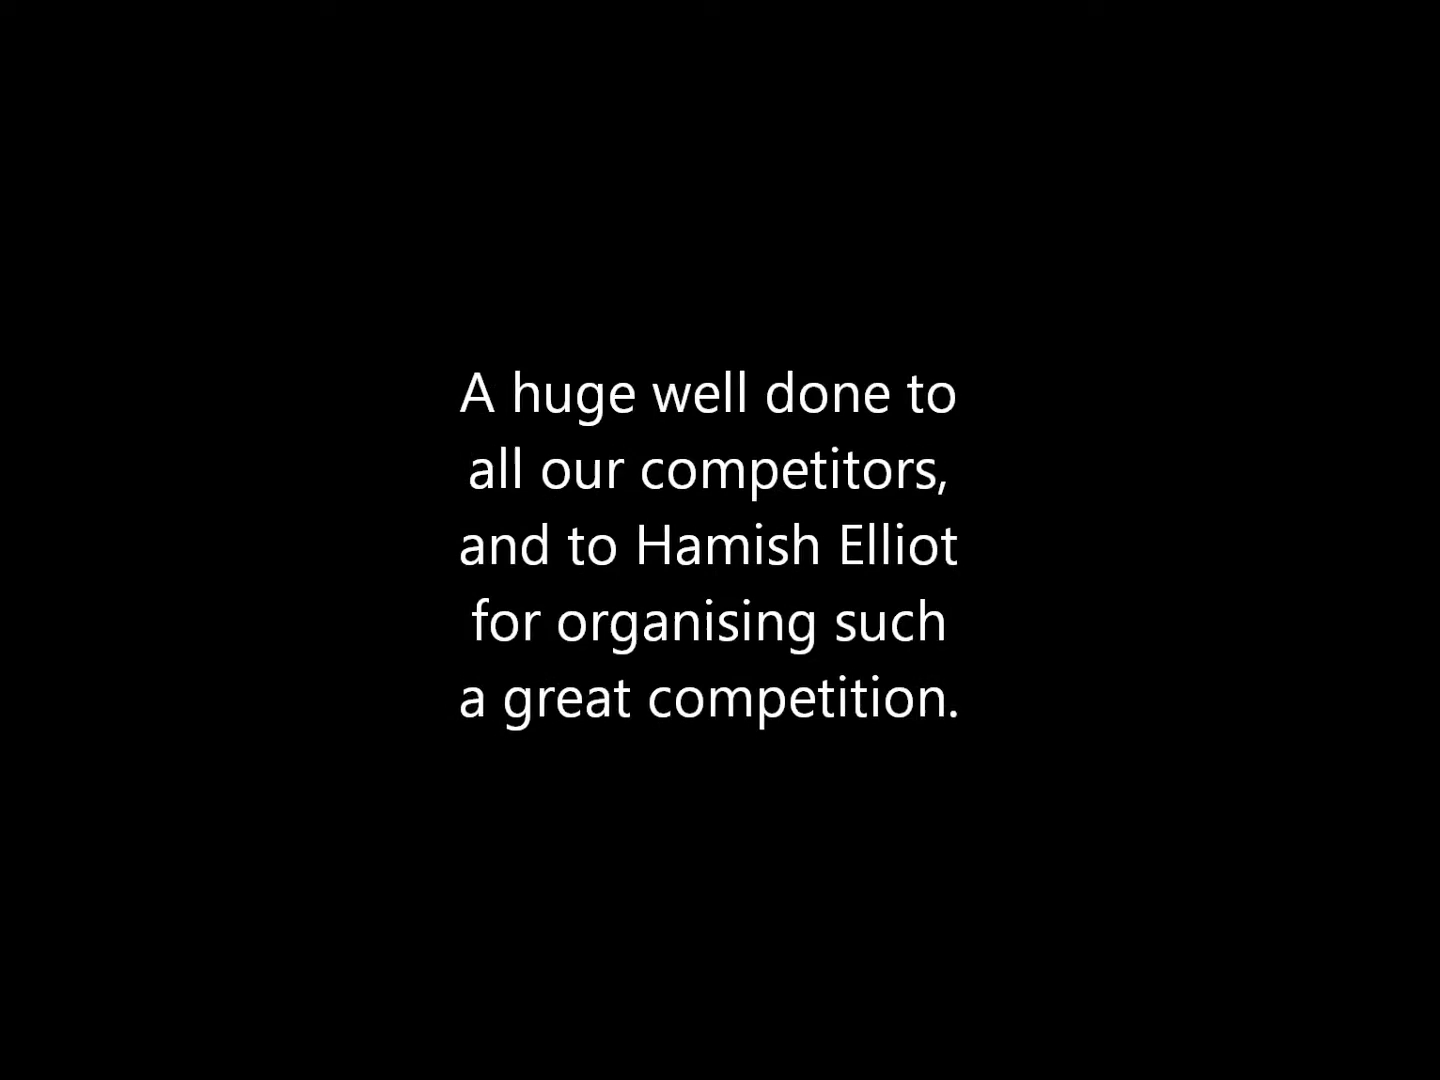 A huge well done to
all our competitors,
and to Hamish Elliot
for organising such
a great competition.